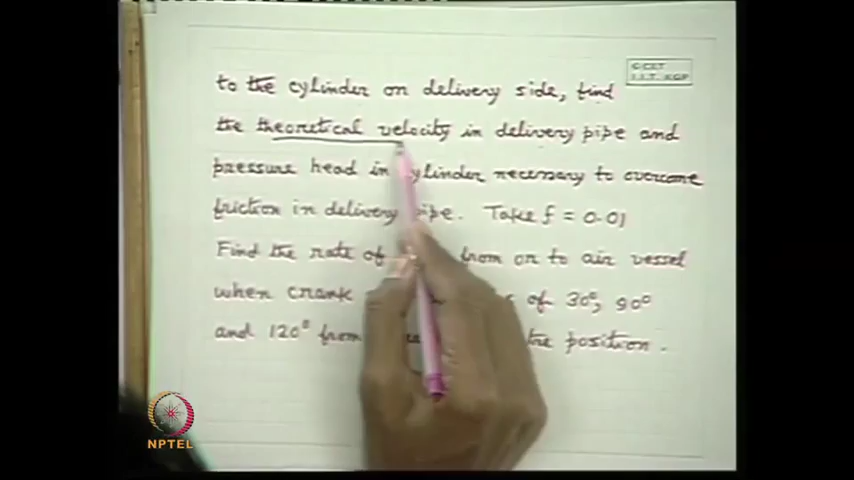 to the cylinder on delivery side, find
the theoretical velocity in delivery pipe and
pressure head in cylinder necessary to overcome
friction in delivery pipe. Take f = 0.01
Find the rate of from or to air vessel
when crank of 30°, 90°
and 120° from position.
I.I.T. KGP
NPTEL